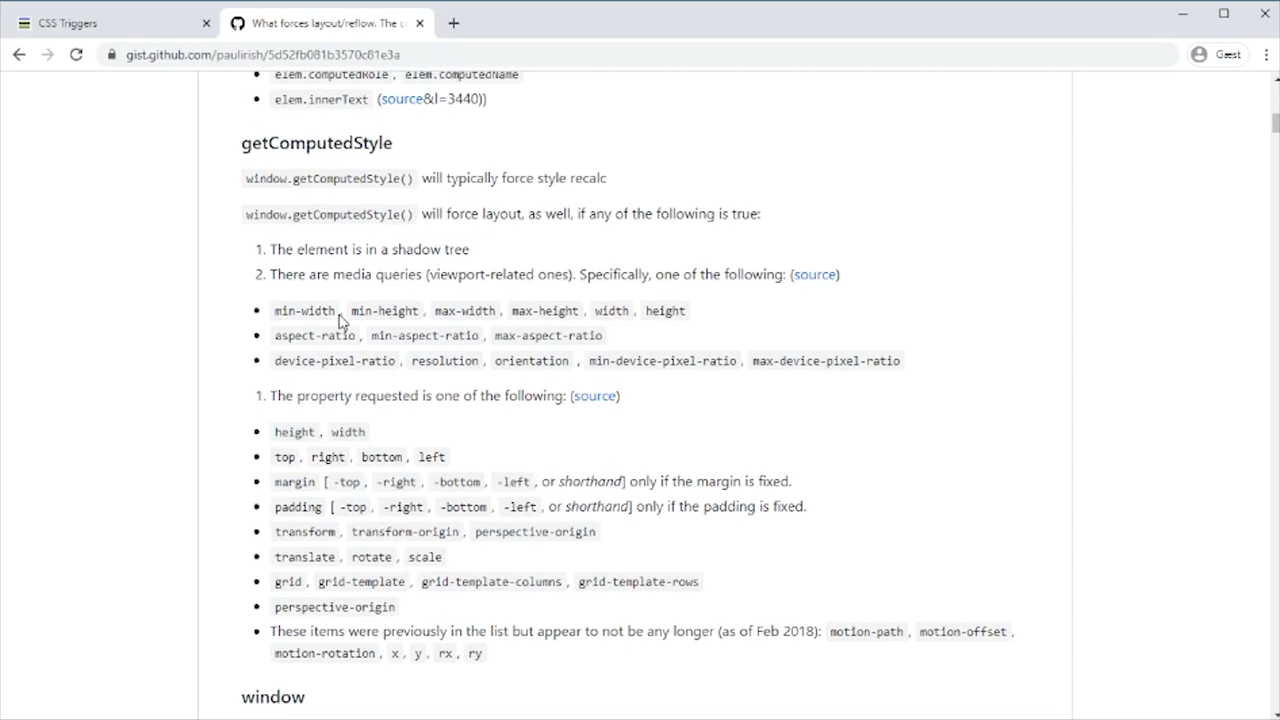 CSS Triggers
What forces layout/reflow. The c
gist.github.com/paulirish/5d52fb081b3570c81e3a
Gæst
elem.computedRole, elem.computedName
elem.innerText (source&l=3440))
getComputedStyle
window.getComputedStyle() will typically force style recalc
window.getComputedStyle() will force layout, as well, if any of the following is true:
1. The element is in a shadow tree
2. There are media queries (viewport-related ones). Specifically, one of the following: (source)
• min-width, min-height, max-width, max-height, width, height
• aspect-ratio, min-aspect-ratio, max-aspect-ratio
• device-pixel-ratio, resolution, orientation , min-device-pixel-ratio, max-device-pixel-ratio
1. The property requested is one of the following: (source)
• height, width
• top, right, bottom, left
• margin [ -top, -right, -bottom, -left, or shorthand] only if the margin is fixed.
• padding [ -top, -right, -bottom, -left, or shorthand] only if the padding is fixed.
• transform, transform-origin, perspective-origin
• translate, rotate, scale
• grid, grid-template, grid-template-columns, grid-template-rows
• perspective-origin
• These items were previously in the list but appear to not be any longer (as of Feb 2018): motion-path, motion-offset,
motion-rotation, x, y, rx, ry
window